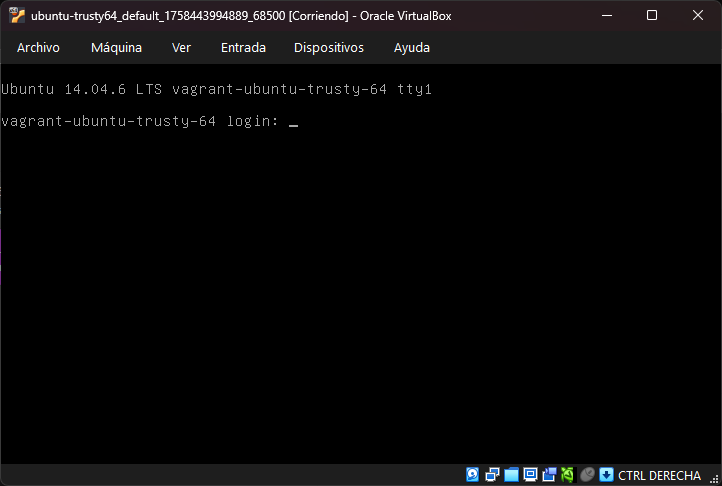 ubuntu-trusty64_default_1758443994889_68500 [Corriendo] - Oracle VirtualBox
Archivo Máquina Ver Entrada Dispositivos Ayuda
Ubuntu 14.04.6 LTS vagrant-ubuntu-trusty-64 tty1
vagrant-ubuntu-trusty-64 login: _
CTRL DERECHA